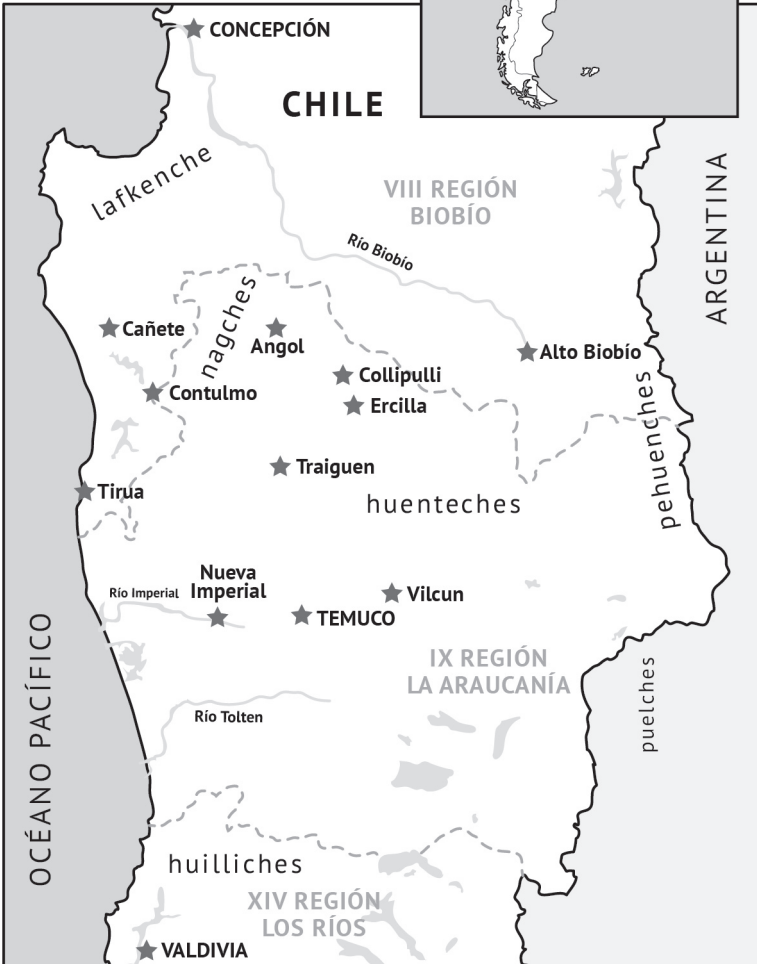 CONCEPCIÓN
CHILE
lafkenche
VIII REGIÓN
BIOBÍO
ARGENTINA
Río Biobío
nagches
Cañete
Angol
Alto Biobío
Collipulli
Contulmo
Ercilla
pehuenches
Traiguen
Tirua
huenteches
Nueva
Imperial
Río Imperial
Vilcun
TEMUCO
OCÉANO PACÍFICO
IX REGIÓN
LA ARAUCANÍA
puelches
Río Tolten
huilliches
XIV REGIÓN
LOS RÍOS
VALDIVIA